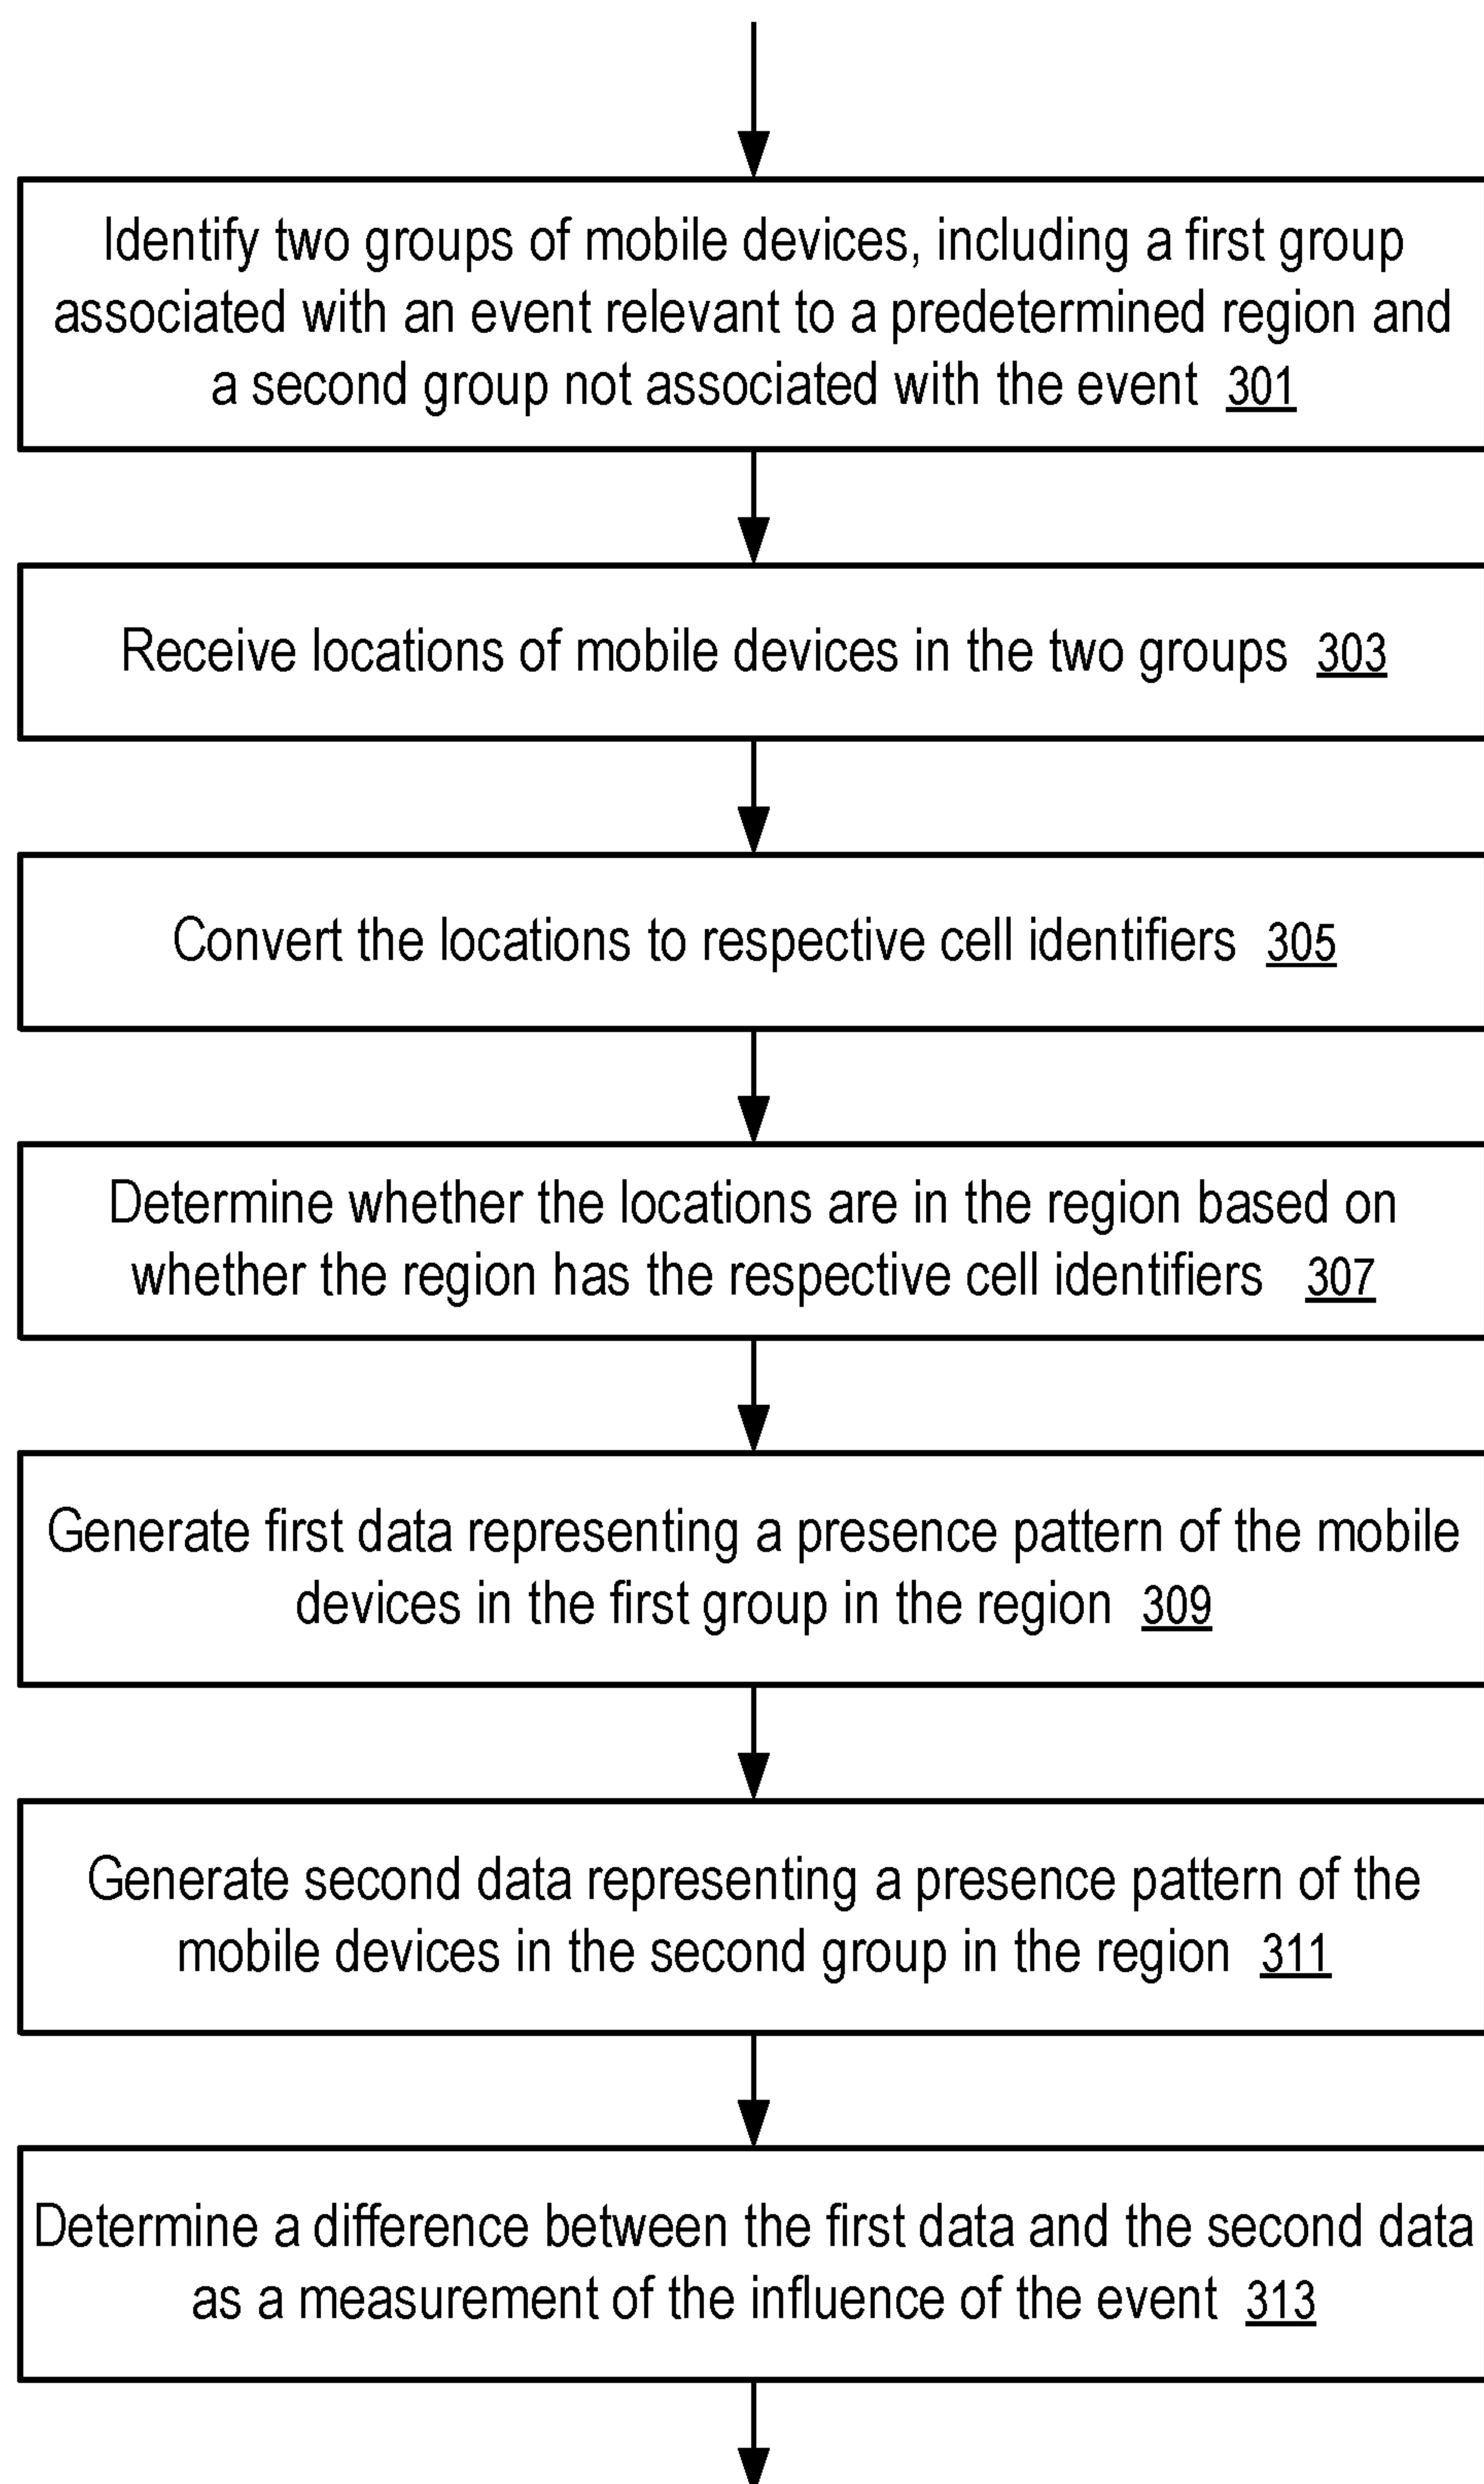 Identify two groups of mobile devices, including a first group
associated with an event relevant to a predetermined region and
a second group not associated with the event 301
Receive locations of mobile devices in the two groups 303
Convert the locations to respective cell identifiers 305
Determine whether the locations are in the region based on
whether the region has the respective cell identifiers 307
Generate first data representing a presence pattern of the mobile
devices in the first group in the region 309
Generate second data representing a presence pattern of the
mobile devices in the second group in the region 311
Determine a difference between the first data and the second data
as a measurement of the influence of the event 313